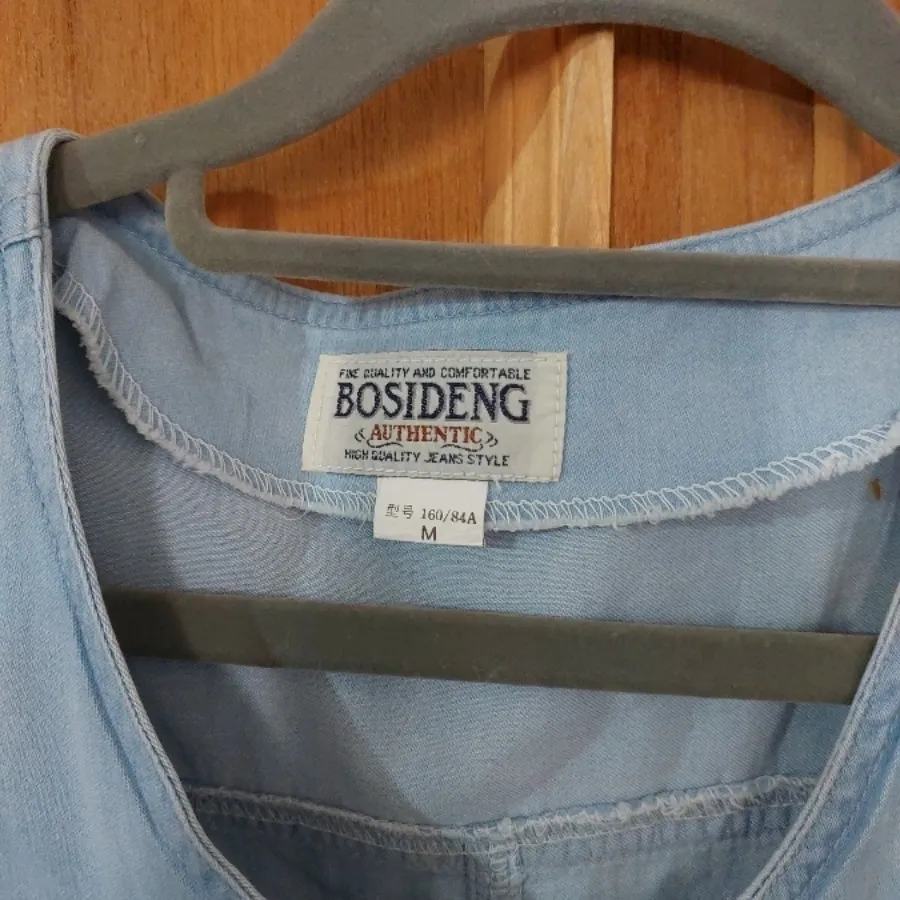 FINE QUALITY AND COMFORTABLE
BOSIDENG
AUTHENTIC
HIGH QUALITY JEANS STYLE
型号 160/84A
M